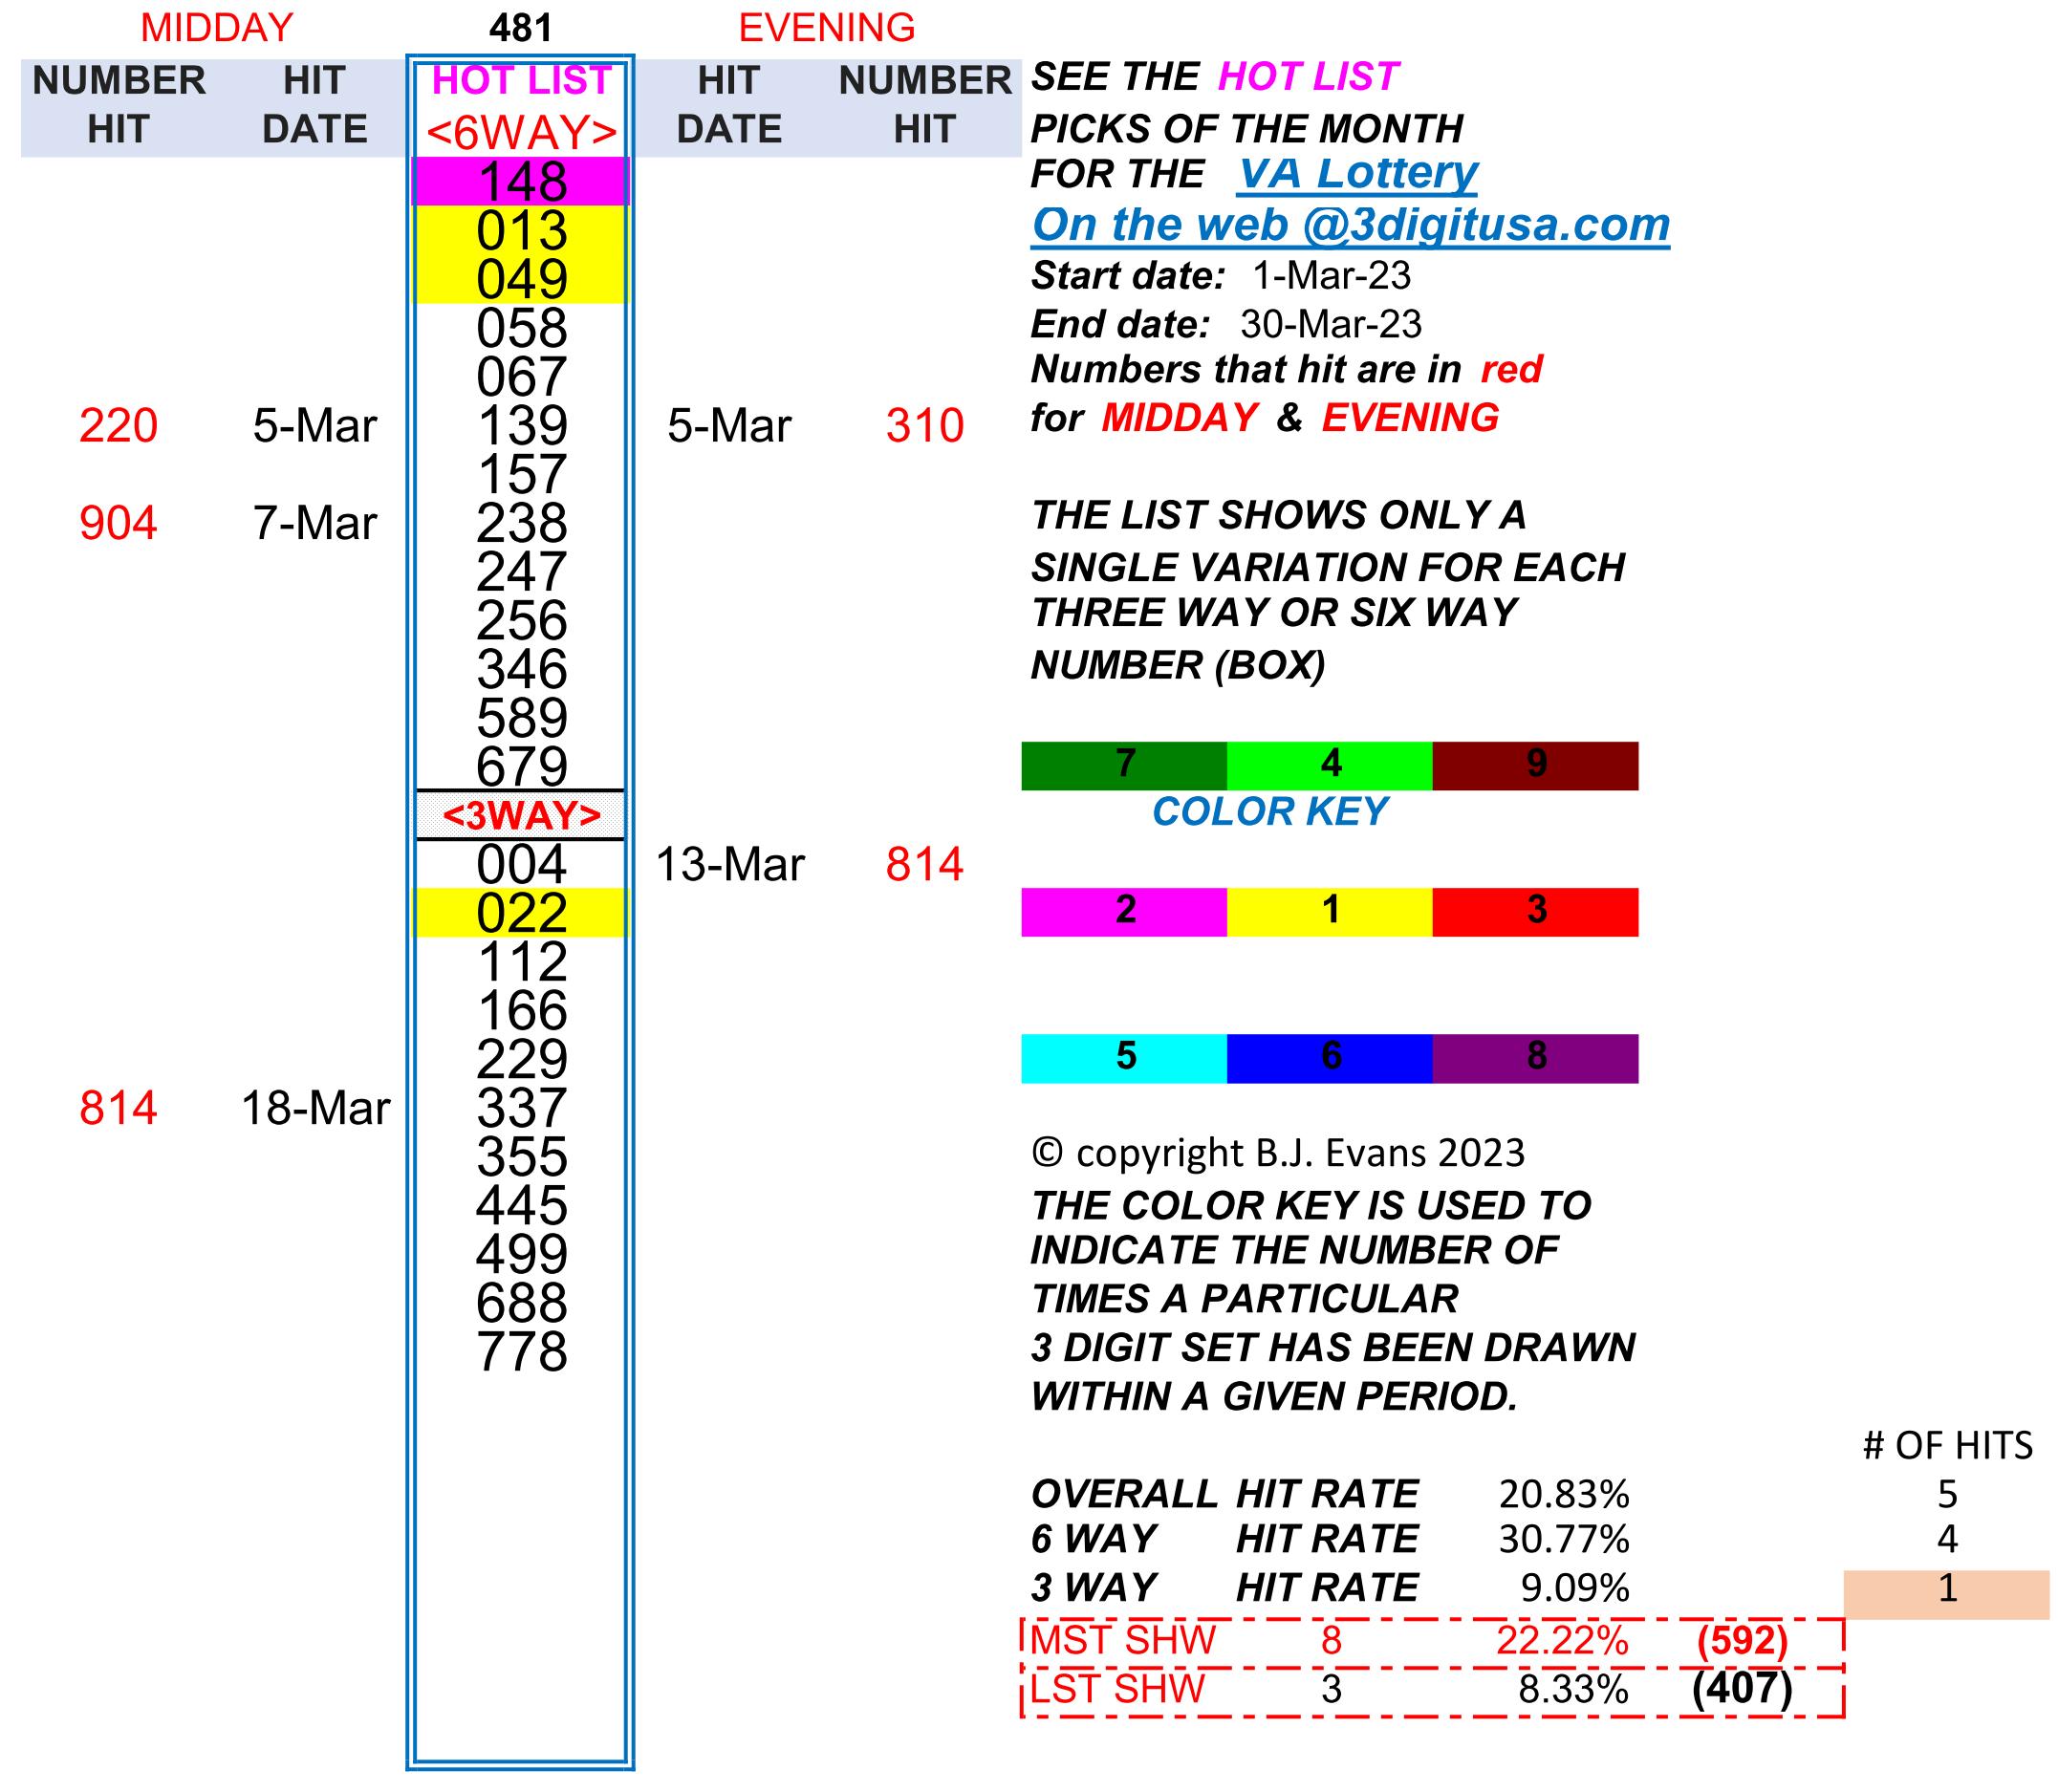 MIDDAY 481 EVENING
NUMBER HIT HOT LIST HIT NUMBER SEE THE HOT LIST
HIT DATE <6WAY> DATE HIT PICKS OF THE MONTH
148 FOR THE VA Lottery
013 On the web @3digitusa.com
049 Start date: 1-Mar-23
058 End date: 30-Mar-23
067 Numbers that hit are in red
220 5-Mar 139 5-Mar 310 for MIDDAY & EVENING
157
904 7-Mar 238 THE LIST SHOWS ONLY A
247 SINGLE VARIATION FOR EACH
256 THREE WAY OR SIX WAY
346 NUMBER (BOX)
589
679 7 4 9
<3WAY> COLOR KEY
004 13-Mar 814
022 2 1 3
112
166
229 5 6 8
814 18-Mar 337
355 © copyright B.J. Evans 2023
445 THE COLOR KEY IS USED TO
499 INDICATE THE NUMBER OF
688 TIMES A PARTICULAR
778 3 DIGIT SET HAS BEEN DRAWN
WITHIN A GIVEN PERIOD.
# OF HITS
OVERALL HIT RATE 20.83% 5
6 WAY HIT RATE 30.77% 4
3 WAY HIT RATE 9.09% 1
MST SHW 8 22.22% (592)
LST SHW 3 8.33% (407)